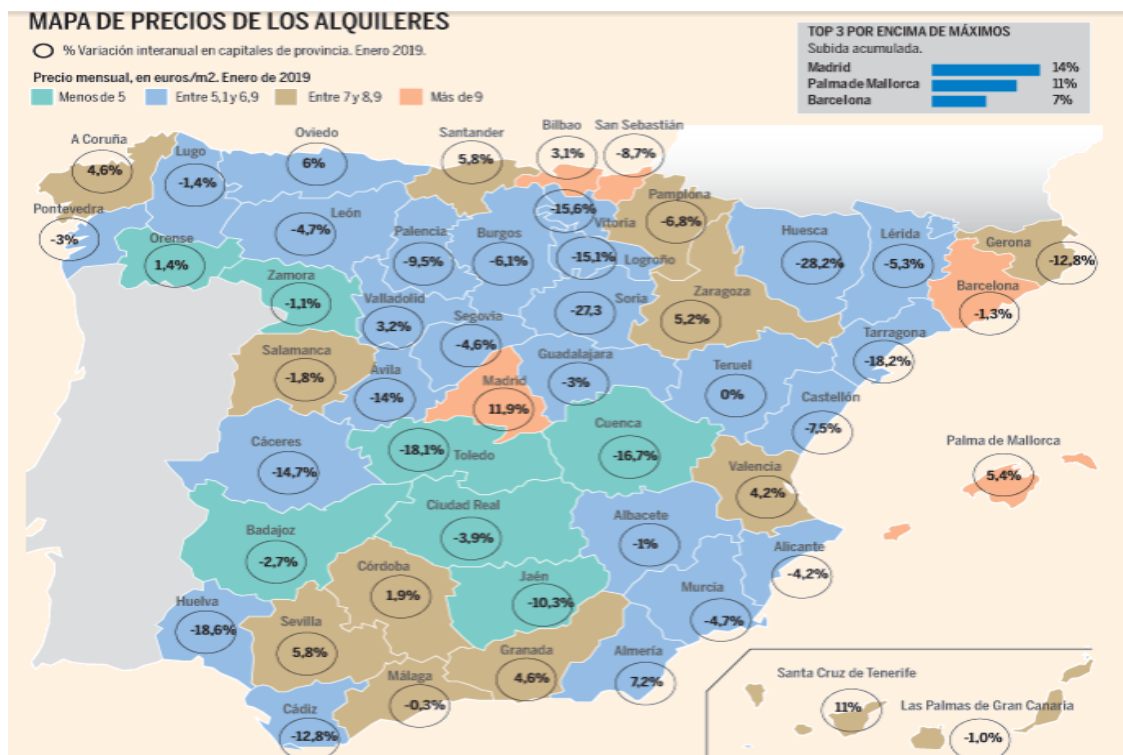 MAPA DE PRECIOS DE LOS ALQUILERES
% Variación interanual en capitales de provincia. Enero 2019.
Precio mensual, en euros/m2. Enero de 2019
Menos de 5
Entre 5,1 y 6,9
Entre 7 y 8,9
Más de 9
TOP 3 POR ENCIMA DE MÁXIMOS
Subida acumulada.
Madrid 14%
Palma de Mallorca 11%
Barcelona 7%
A Coruña
4,6%
Lugo
-1,4%
Oviedo
6%
Santander
5,8%
Bilbao
3,1%
San Sebastián
-8,7%
Pontevedra
-3%
Orense
1,4%
León
-4,7%
Zamora
-1,1%
Palencia
-9,5%
Burgos
-6,1%
-15,6%
Vitoria
-15,1%
Logroño
Pamplona
-6,8%
Huesca
-28,2%
Lérida
-5,3%
Gerona
-12,8%
Barcelona
-1,3%
Valladolid
3,2%
Segovia
-4,6%
Soria
-27,3
Zaragoza
5,2%
Tarragona
-18,2%
Salamanca
-1,8%
Ávila
-14%
Madrid
11,9%
Guadalajara
-3%
Teruel
0%
Castellón
-7,5%
Cáceres
-14,7%
-18,1%
Toledo
Cuenca
-16,7%
Valencia
4,2%
Palma de Mallorca
5,4%
Badajoz
-2,7%
Ciudad Real
-3,9%
Albacete
-1%
Alicante
-4,2%
Huelva
-18,6%
Sevilla
5,8%
Córdoba
1,9%
Jaén
-10,3%
Murcia
-4,7%
Cádiz
-12,8%
Málaga
-0,3%
Granada
4,6%
Almería
7,2%
Santa Cruz de Tenerife
11%
Las Palmas de Gran Canaria
-1,0%